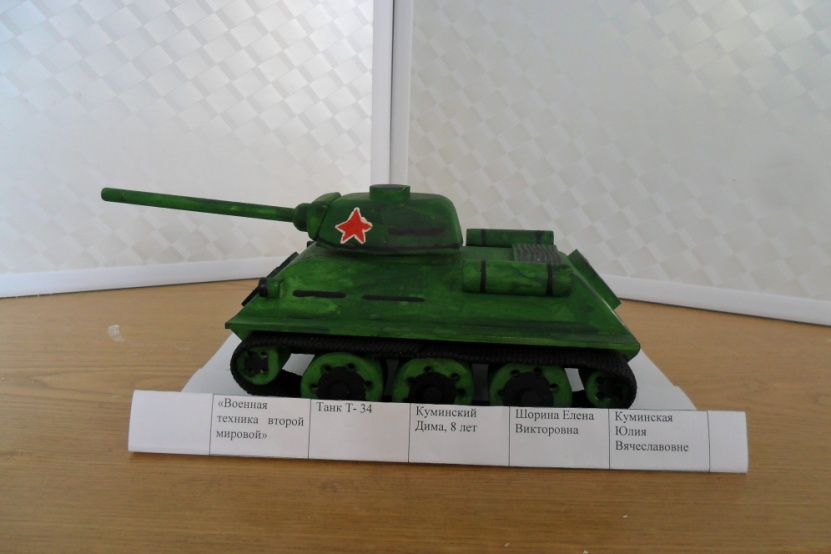 «Военная
техника второй
мировой»
Танк Т- 34
Куминский
Дима, 8 лет
Шорина Елена
Викторовна
Куминская
Юлия
Вячеславовне